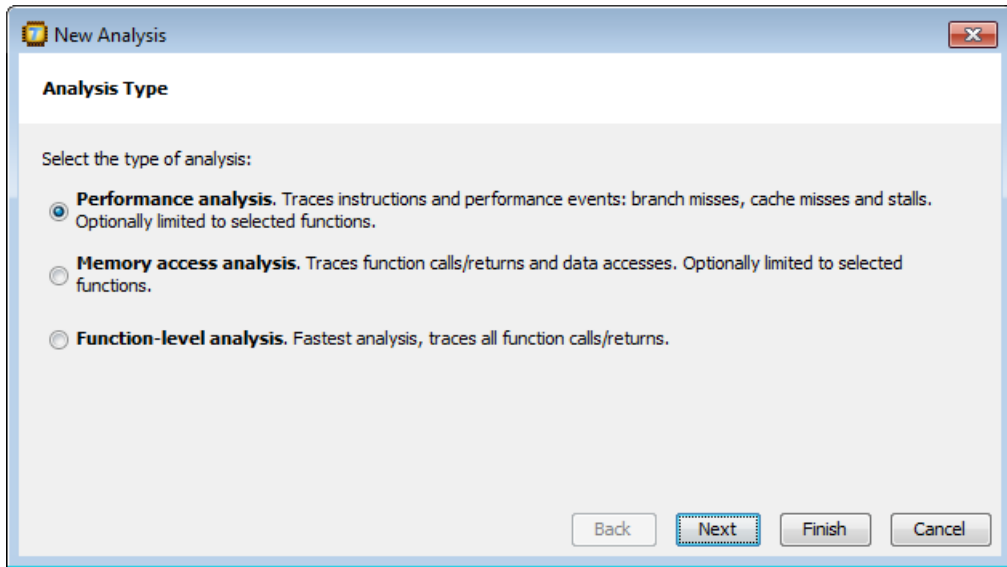 New Analysis
Analysis Type
Select the type of analysis:
Performance analysis. Traces instructions and performance events: branch misses, cache misses and stalls.
Optionally limited to selected functions.
Memory access analysis. Traces function calls/returns and data accesses. Optionally limited to selected
functions.
Function-level analysis. Fastest analysis, traces all function calls/returns.
Back Next Finish Cancel